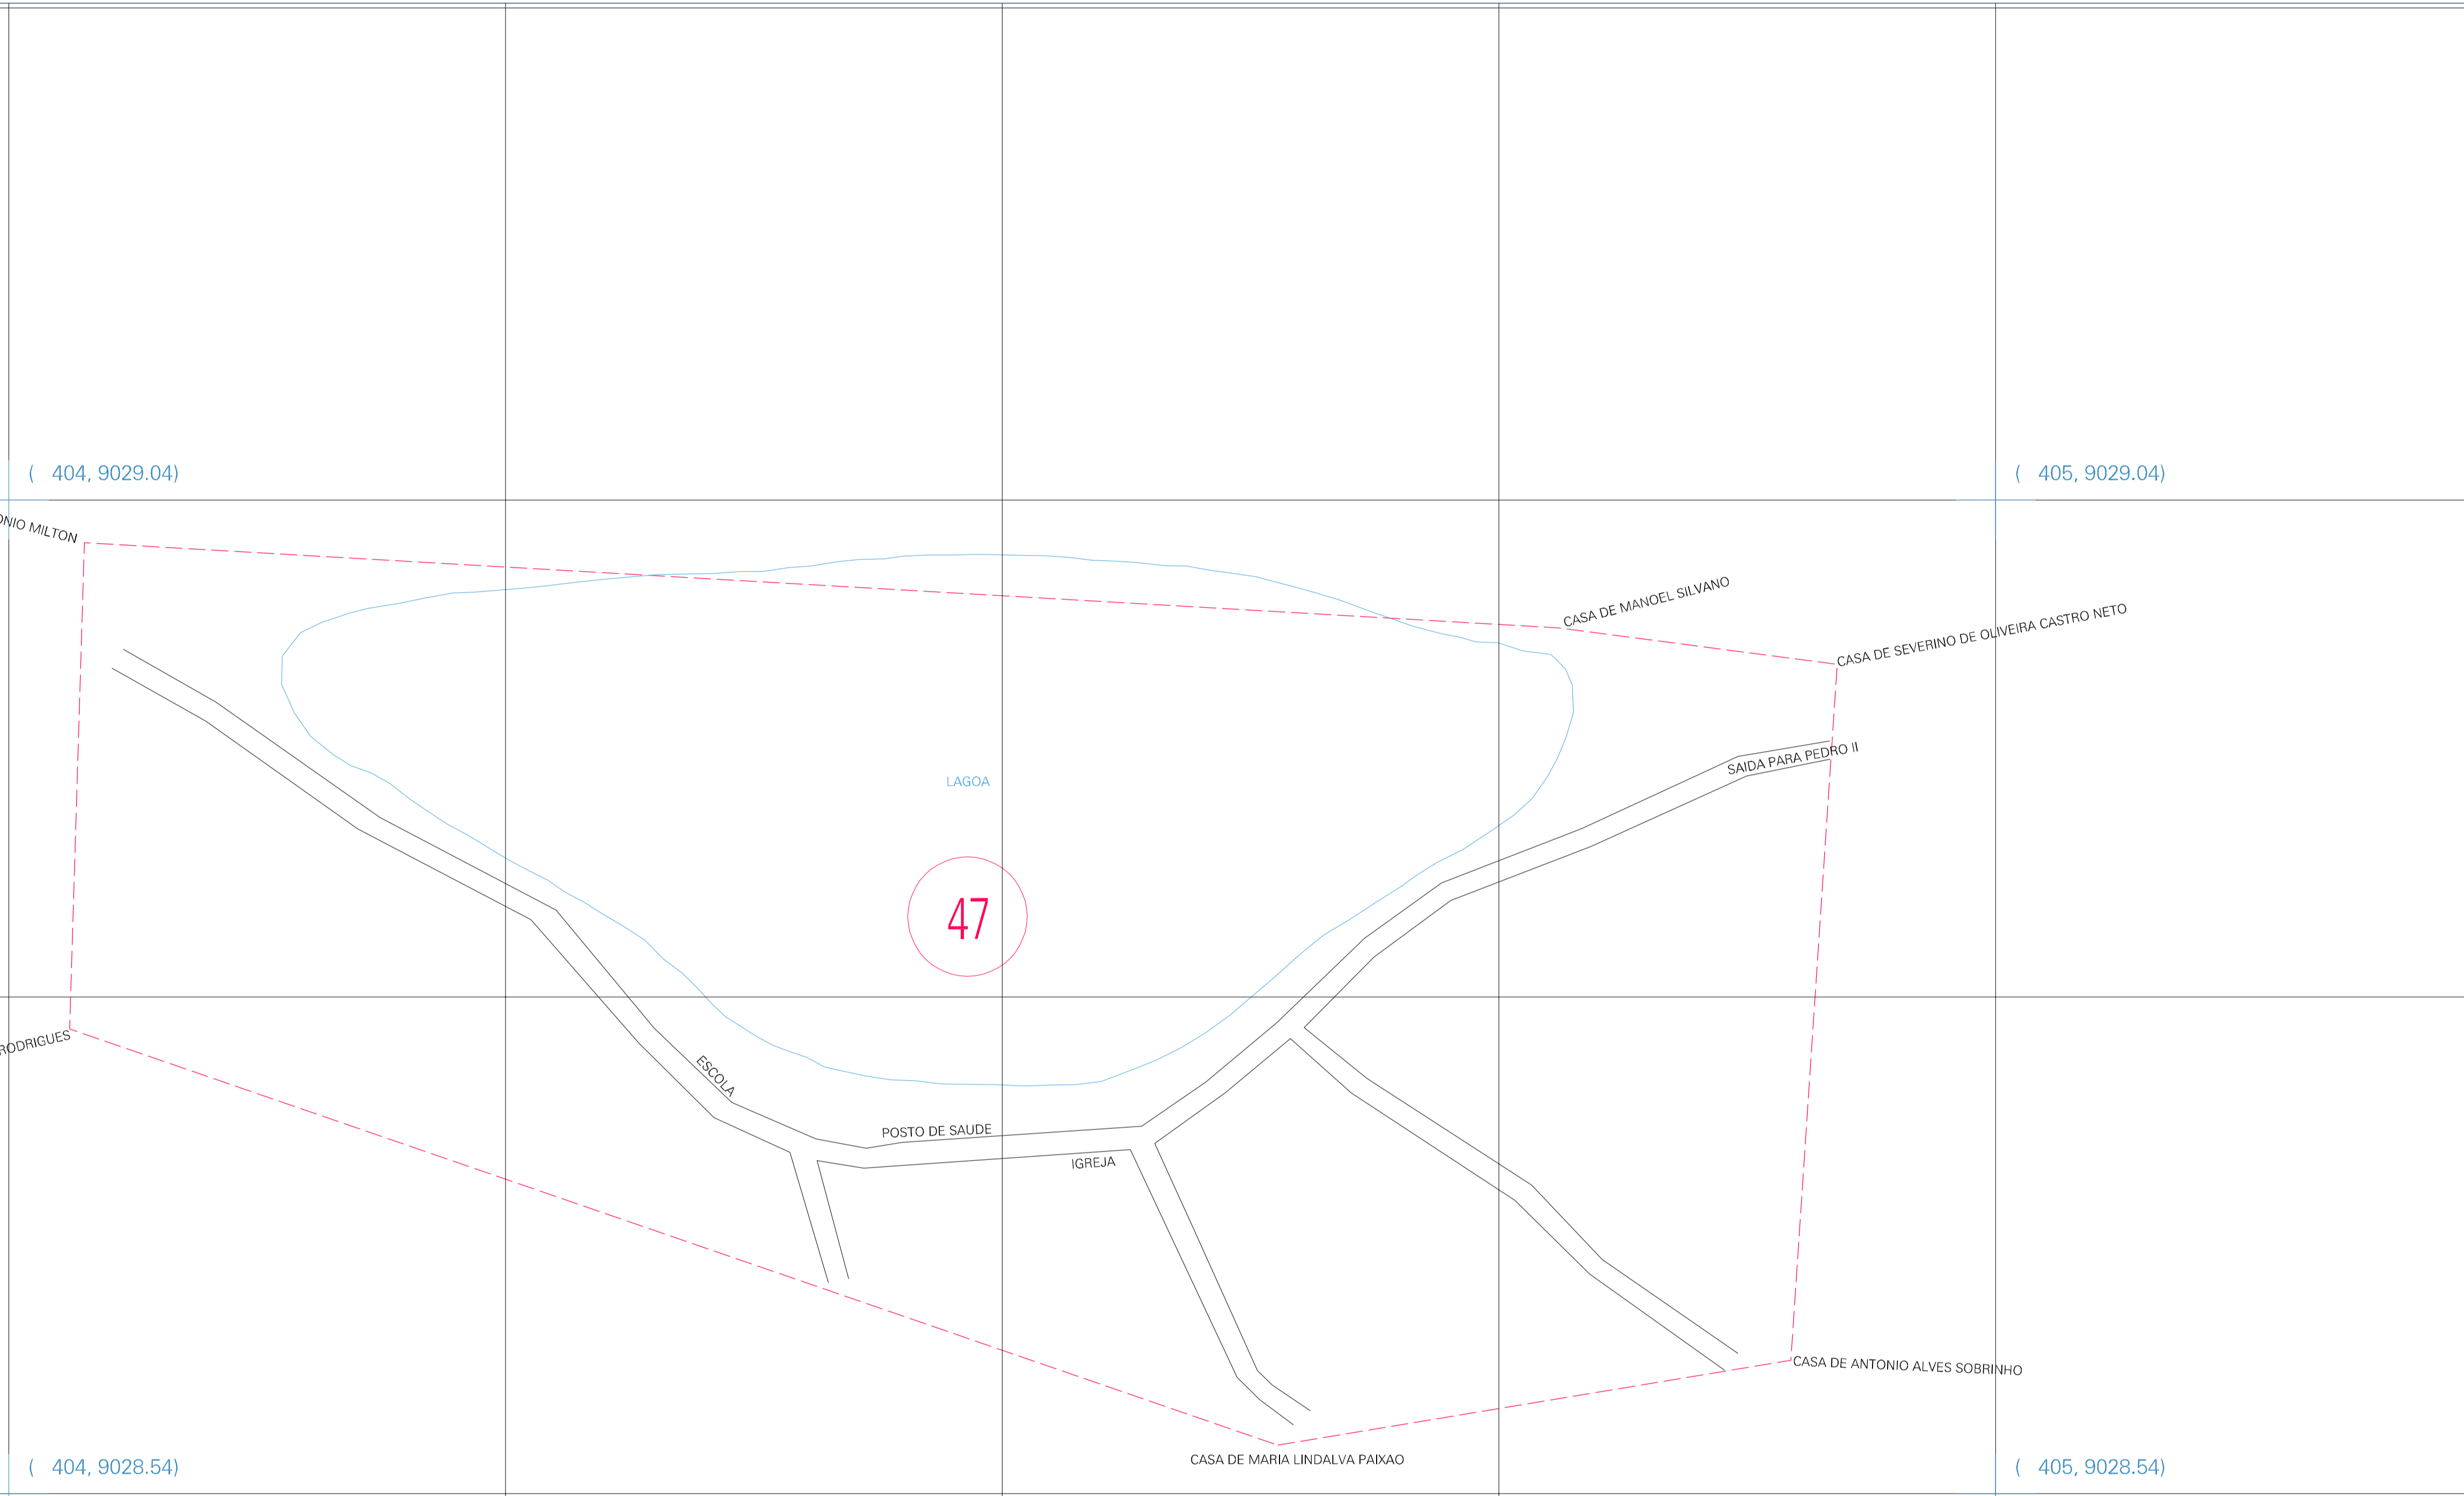 ( 404, 9029.04)
( 405, 9029.04)
MILTON
CASA DE MANOEL SILVANO
CASA DE SEVERINO DE OLIVEIRA CASTRO NETO
SAIDA PARA PEDRO II
LAGOA
47
RODRIGUES
ESCOLA
POSTO DE SAUDE
IGREJA
CASA DE ANTONIO ALVES SOBRINHO
CASA DE MARIA LINDALVA PAIXAO
( 404, 9028.54)
( 405, 9028.54)